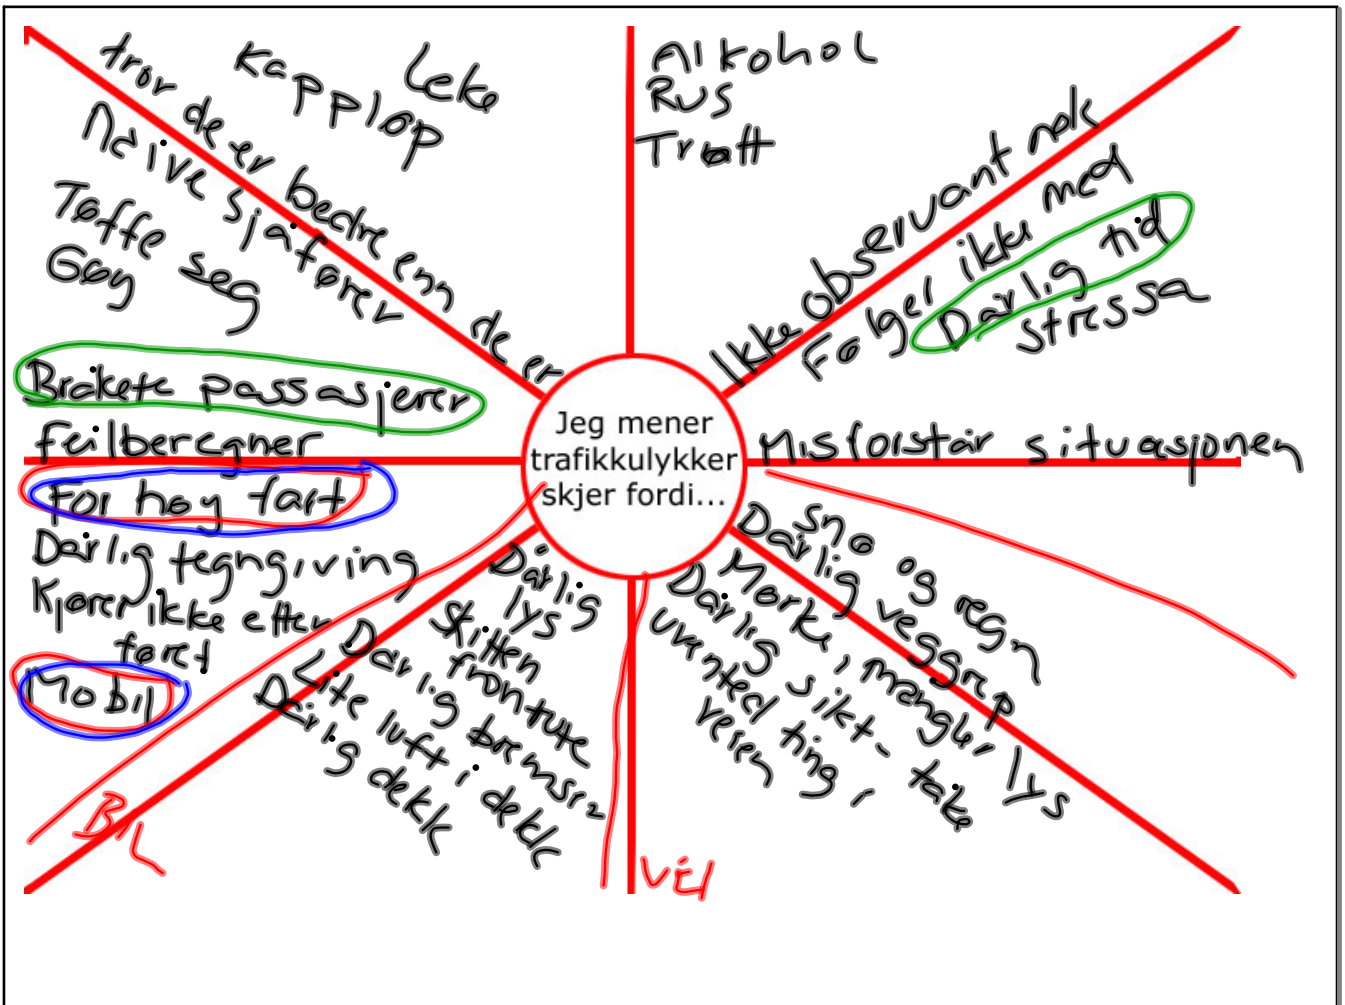 Leke
kappløp
tror de er bedre enn de er
Naive sjåfører
Tøffe seg
Gøy
Bråkete passasjerer
feilberegner
For høy fart
Dårlig tegngiving
Kjører ikke etter
føret
Mobil
Alkohol
Rus
Trøtt
Ikke observant nok
Følger ikke med
Dårlig tid
stressa
Jeg mener
trafikkulykker
skjer fordi...
Misforstår situasjonen
Snø og regn
Dårlig veggrep
Mørke, mangler lys
Dårlig sikt - tåke
uvented ting i
veien
Dårlig
lys
Skitten
frontute
Dårlig bremser
Lite luft i dekk
Dårlig dekk
BIL
VEI